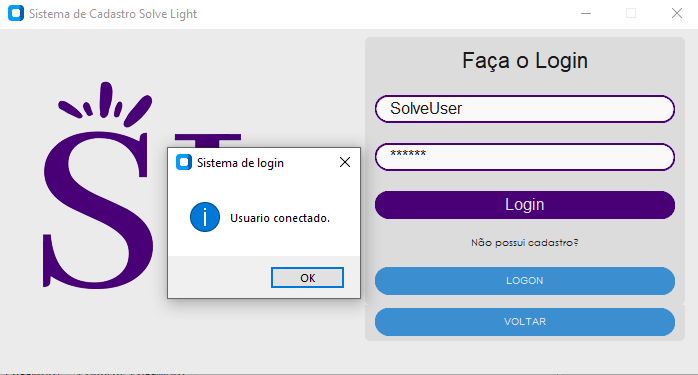 Sistema de Cadastro Solve Light
Faça o Login
SolveUser
******
Login
Não possui cadastro?
LOGON
VOLTAR
Sistema de login
Usuario conectado.
OK